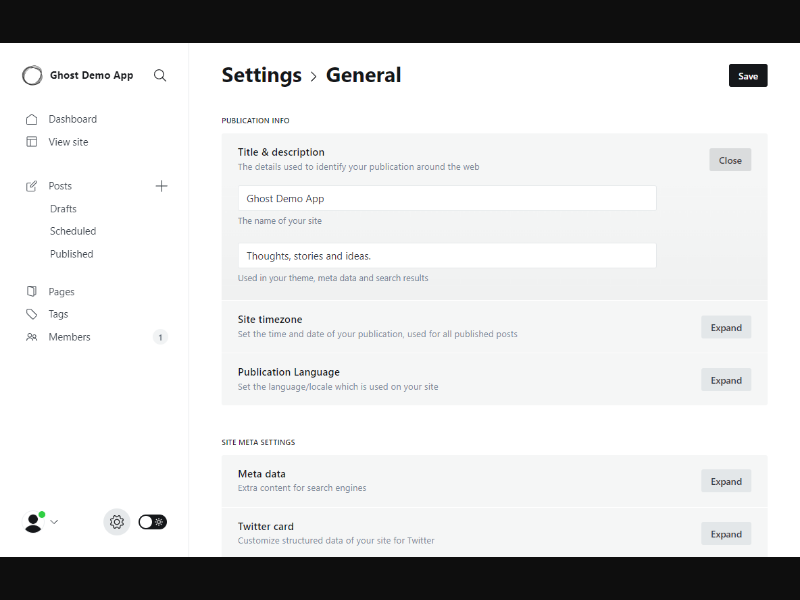 Ghost Demo App
Dashboard
View site
Posts
Drafts
Scheduled
Published
Pages
Tags
Members 1
Settings > General
Save
PUBLICATION INFO
Title & description
The details used to identify your publication around the web
Close
Ghost Demo App
The name of your site
Thoughts, stories and ideas.
Used in your theme, meta data and search results
Site timezone
Set the time and date of your publication, used for all published posts
Expand
Publication Language
Set the language/locale which is used on your site
Expand
SITE META SETTINGS
Meta data
Extra content for search engines
Expand
Twitter card
Customize structured data of your site for Twitter
Expand